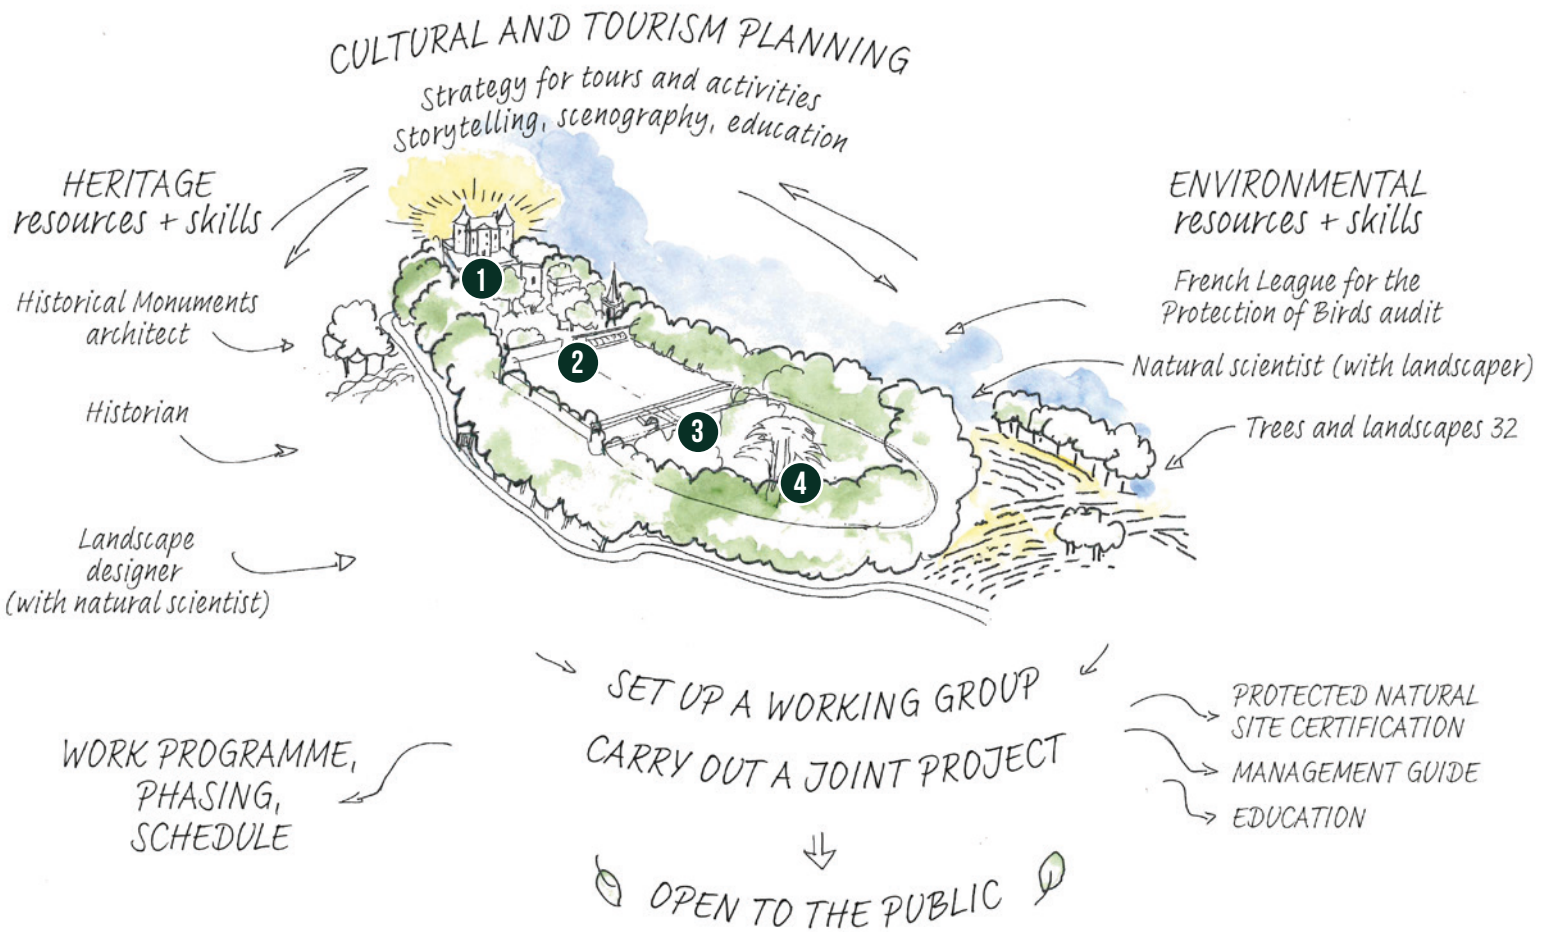 CULTURAL AND TOURISM PLANNING
Strategy for tours and activities
Storytelling, scenography, education
HERITAGE
resources + skills
Historical Monuments
architect
Historian
Landscape
designer
(with natural scientist)
ENVIRONMENTAL
resources + skills
French League for the
Protection of Birds audit
Natural scientist (with landscaper)
Trees and landscapes 32
1
2
3
4
SET UP A WORKING GROUP
CARRY OUT A JOINT PROJECT
WORK PROGRAMME,
PHASING,
SCHEDULE
PROTECTED NATURAL
SITE CERTIFICATION
MANAGEMENT GUIDE
EDUCATION
OPEN TO THE PUBLIC